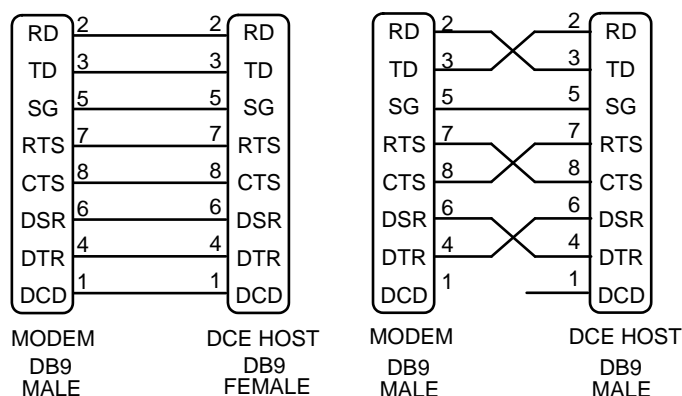 RD 2 2 RD
TD 3 3 TD
SG 5 5 SG
RTS 7 7 RTS
CTS 8 8 CTS
DSR 6 6 DSR
DTR 4 4 DTR
DCD 1 1 DCD
MODEM DCE HOST
DB9 DB9
MALE FEMALE
RD 2 2 RD
TD 3 3 TD
SG 5 5 SG
RTS 7 7 RTS
CTS 8 8 CTS
DSR 6 6 DSR
DTR 4 4 DTR
DCD 1 1 DCD
MODEM DCE HOST
DB9 DB9
MALE MALE